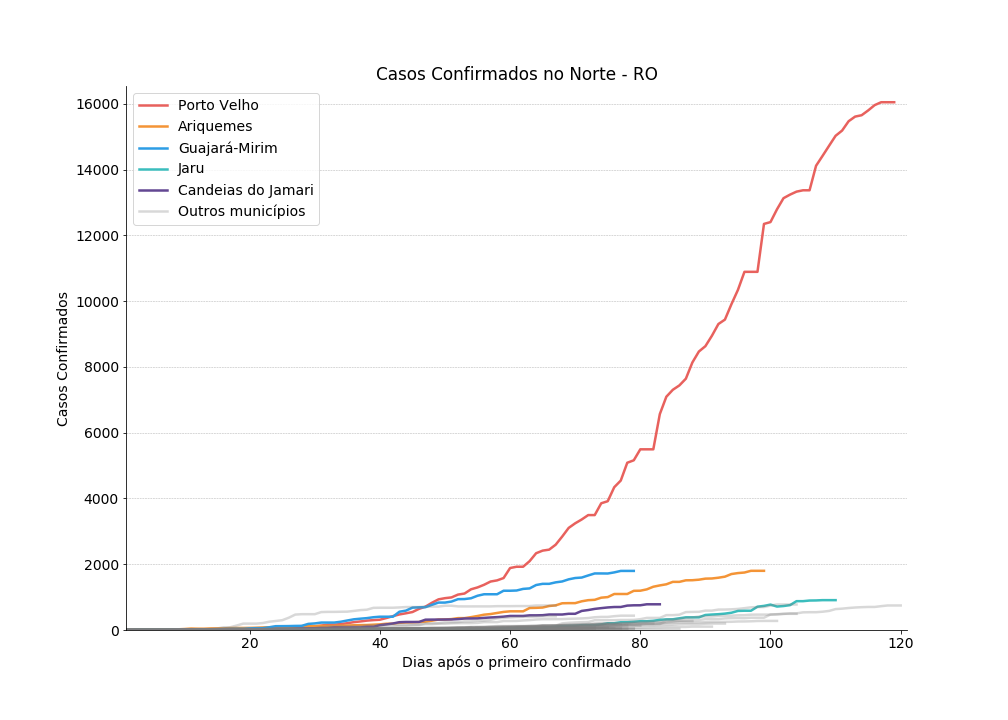 Casos Confirmados no Norte - RO
Porto Velho
Ariquemes
Guajará-Mirim
Jaru
Candeias do Jamari
Outros municípios
Casos Confirmados
16000
14000
12000
10000
8000
6000
4000
2000
0
20
40
60
80
100
120
Dias após o primeiro confirmado